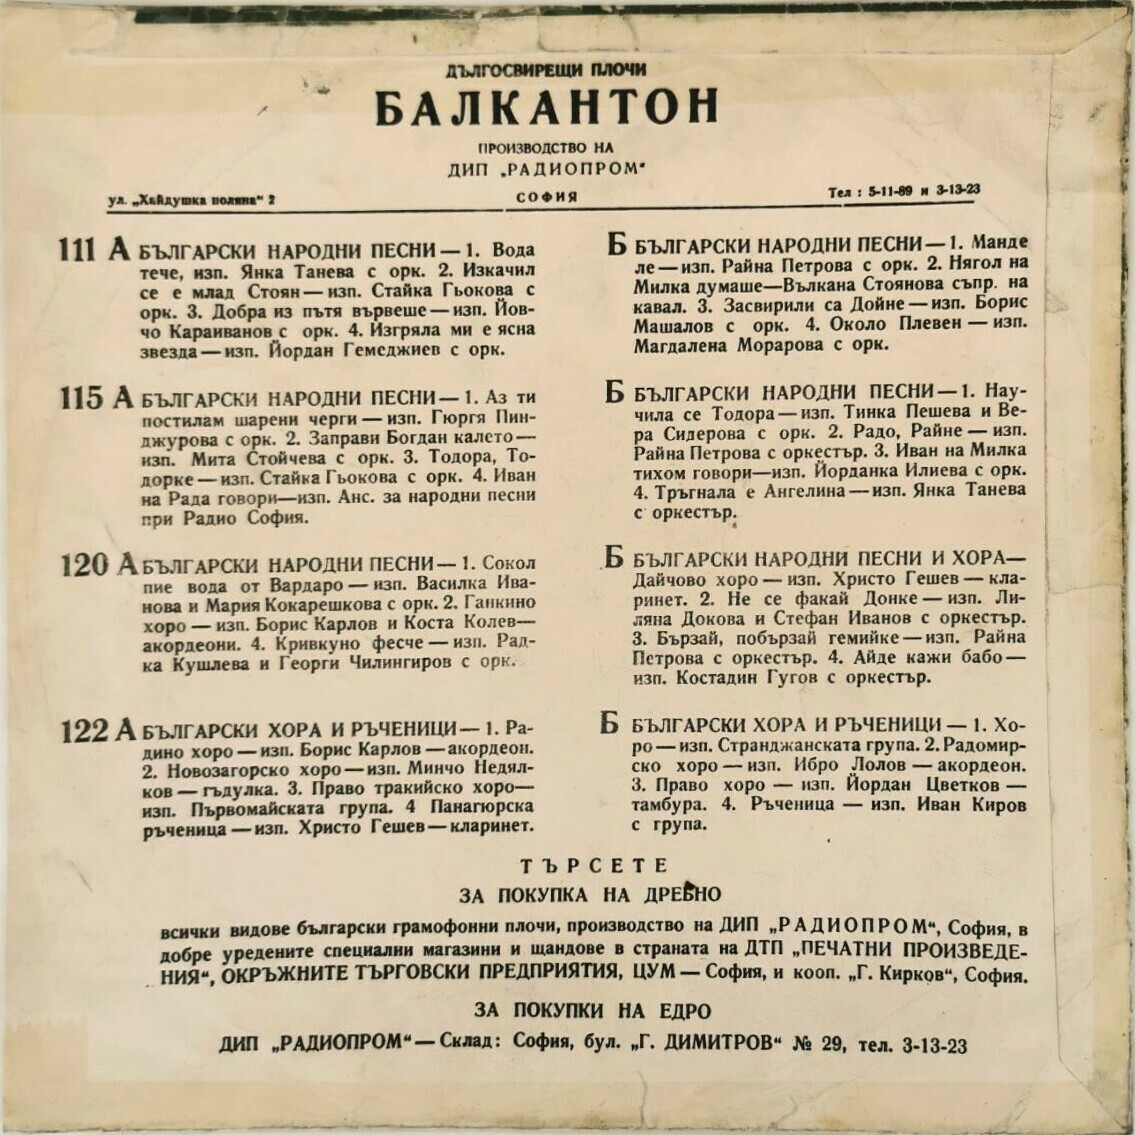 ДЪЛГОСВИРЕЩИ ПЛОЧИ
БАЛКАНТОН
ПРОИЗВОДСТВО НА
ДИП „РАДИОПРОМ“
ул. „Хайдушка поляна“ 2
СОФИЯ
Тел : 5-11-89 и 3-13-23
111 А БЪЛГАРСКИ НАРОДНИ ПЕСНИ — 1. Вода
тече, изп. Янка Танева с орк. 2. Изкачил
се е млад Стоян — изп. Стайка Гьокова с
орк. 3. Добра из пътя вървеше — изп. Йов-
чо Караиванов с орк. 4. Изгряла ми е ясна
звезда — изп. Йордан Гемеджиев с орк.
Б БЪЛГАРСКИ НАРОДНИ ПЕСНИ — 1. Манде
ле — изп. Райна Петрова с орк. 2. Нягол на
Милка думаше—Вълкана Стоянова съпр. на
кавал. 3. Засвирили са Дойне — изп. Борис
Машалов с орк. 4. Около Плевен — изп.
Магдалена Морарова с орк.
115 А БЪЛГАРСКИ НАРОДНИ ПЕСНИ — 1. Аз ти
постилам шарени черги — изп. Гюргя Пин-
джурова с орк. 2. Заправи Богдан калето —
изп. Мита Стойчева с орк. 3. Тодора, То-
дорке — изп. Стайка Гьокова с орк. 4. Иван
на Рада говори—изп. Анс. за народни песни
при Радио София.
Б БЪЛГАРСКИ НАРОДНИ ПЕСНИ — 1. Нау-
чила се Тодора — изп. Тинка Пешева и Ве-
ра Сидерова с орк. 2. Радо, Райне — изп.
Райна Петрова с оркестър. 3. Иван на Милка
тихом говори—изп. Йорданка Илиева с орк.
4. Тръгнала е Ангелина — изп. Янка Танева
с оркестър.
120 А БЪЛГАРСКИ НАРОДНИ ПЕСНИ — 1. Сокол
пие вода от Вардаро — изп. Василка Ива-
нова и Мария Кокарешкова с орк. 2. Ганкино
хоро — изп. Борис Карлов и Коста Колев—
акордеони. 4. Кривкуно фесче — изп. Рад-
ка Кушлева и Георги Чилингиров с орк.
Б БЪЛГАРСКИ НАРОДНИ ПЕСНИ И ХОРА—
Дайчово хоро — изп. Христо Гешев — кла-
ринет. 2. Не се факай Донке — изп. Ли-
ляна Докова и Стефан Иванов с оркестър.
3. Бързай, побързай гемийке — изп. Райна
Петрова с оркестър. 4. Айде кажи бабо —
изп. Костадин Гугов с оркестър.
122 А БЪЛГАРСКИ ХОРА И РЪЧЕНИЦИ — 1. Ра-
дино хоро — изп. Борис Карлов — акордеон.
2. Новозагорско хоро — изп. Минчо Недял-
ков — гъдулка. 3. Право тракийско хоро—
изп. Първомайската група. 4 Панагюрска
ръченица — изп. Христо Гешев — кларинет.
Б БЪЛГАРСКИ ХОРА И РЪЧЕНИЦИ — 1. Хо-
ро — изп. Странджанската група. 2. Радомир-
ско хоро — изп. Ибро Лолов — акордеон.
3. Право хоро — изп. Йордан Цветков —
тамбура. 4. Ръченица — изп. Иван Киров
с група.
ТЪРСЕТЕ
ЗА ПОКУПКА НА ДРЕБНО
всички видове български грамофонни плочи, производство на ДИП „РАДИОПРОМ“, София, в
добре уредените специални магазини и щандове в страната на ДТП „ПЕЧАТНИ ПРОИЗВЕДЕ-
НИЯ“, ОКРЪЖНИТЕ ТЪРГОВСКИ ПРЕДПРИЯТИЯ, ЦУМ — София, и кооп. „Г. Кирков“, София.
ЗА ПОКУПКИ НА ЕДРО
ДИП „РАДИОПРОМ“ — Склад: София, бул. „Г. ДИМИТРОВ“ № 29, тел. 3-13-23